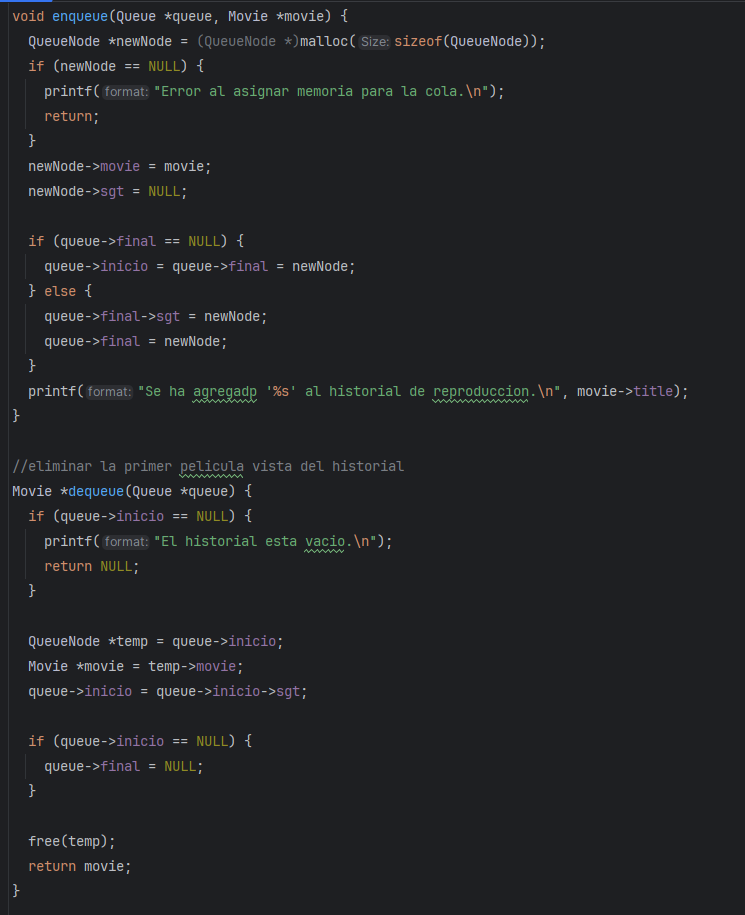 void enqueue(Queue *queue, Movie *movie) {
  QueueNode *newNode = (QueueNode *)malloc( Size: sizeof(QueueNode));
  if (newNode == NULL) {
    printf( format: "Error al asignar memoria para la cola.\n");
    return;
  }
  newNode->movie = movie;
  newNode->sgt = NULL;

  if (queue->final == NULL) {
    queue->inicio = queue->final = newNode;
  } else {
    queue->final->sgt = newNode;
    queue->final = newNode;
  }
  printf( format: "Se ha agregadp '%s' al historial de reproduccion.\n", movie->title);
}

//eliminar la primer pelicula vista del historial
Movie *dequeue(Queue *queue) {
  if (queue->inicio == NULL) {
    printf( format: "El historial esta vacio.\n");
    return NULL;
  }

  QueueNode *temp = queue->inicio;
  Movie *movie = temp->movie;
  queue->inicio = queue->inicio->sgt;

  if (queue->inicio == NULL) {
    queue->final = NULL;
  }

  free(temp);
  return movie;
}